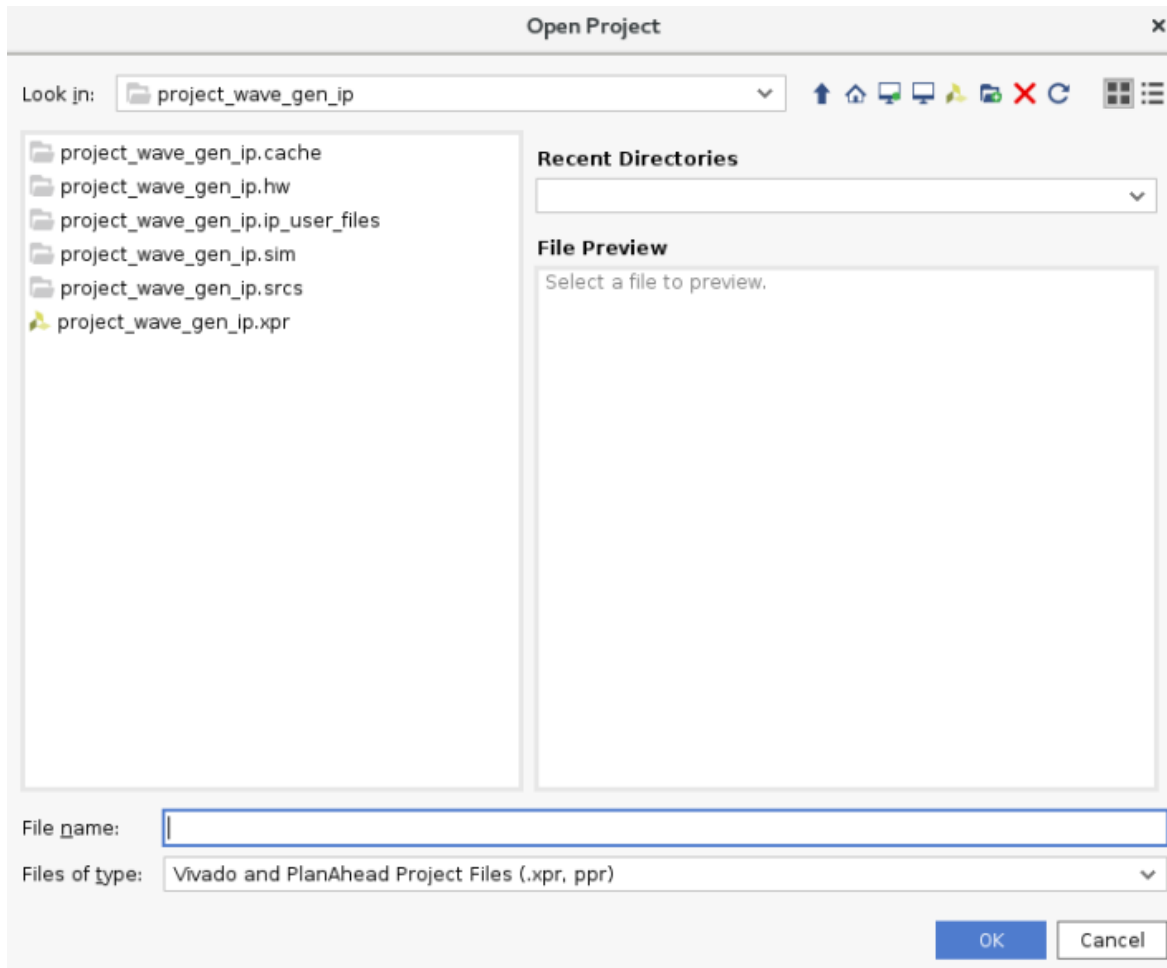 Open Project
Look in: project_wave_gen_ip
project_wave_gen_ip.cache
project_wave_gen_ip.hw
project_wave_gen_ip.ip_user_files
project_wave_gen_ip.sim
project_wave_gen_ip.srcs
project_wave_gen_ip.xpr
Recent Directories
File Preview
Select a file to preview.
File name:
Files of type: Vivado and PlanAhead Project Files (.xpr, ppr)
OK Cancel